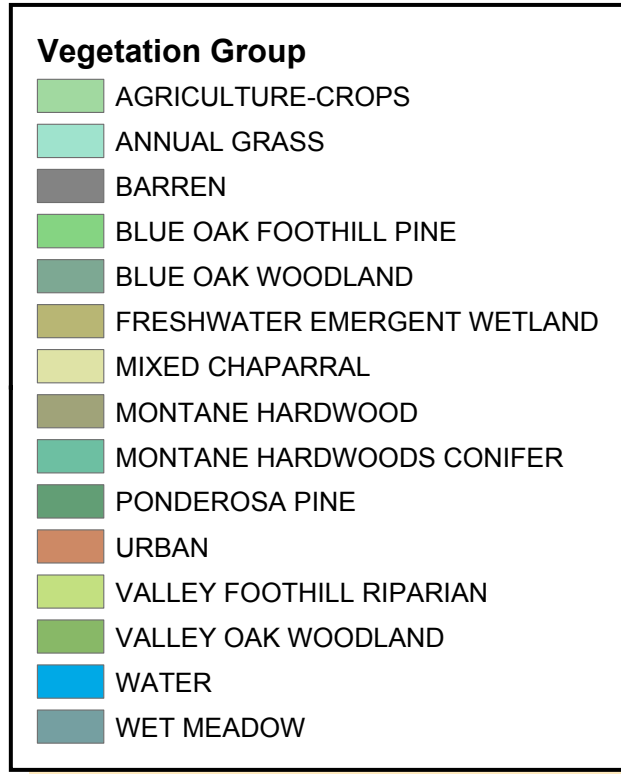 Vegetation Group
AGRICULTURE-CROPS
ANNUAL GRASS
BARREN
BLUE OAK FOOTHILL PINE
BLUE OAK WOODLAND
FRESHWATER EMERGENT WETLAND
MIXED CHAPARRAL
MONTANE HARDWOOD
MONTANE HARDWOODS CONIFER
PONDEROSA PINE
URBAN
VALLEY FOOTHILL RIPARIAN
VALLEY OAK WOODLAND
WATER
WET MEADOW